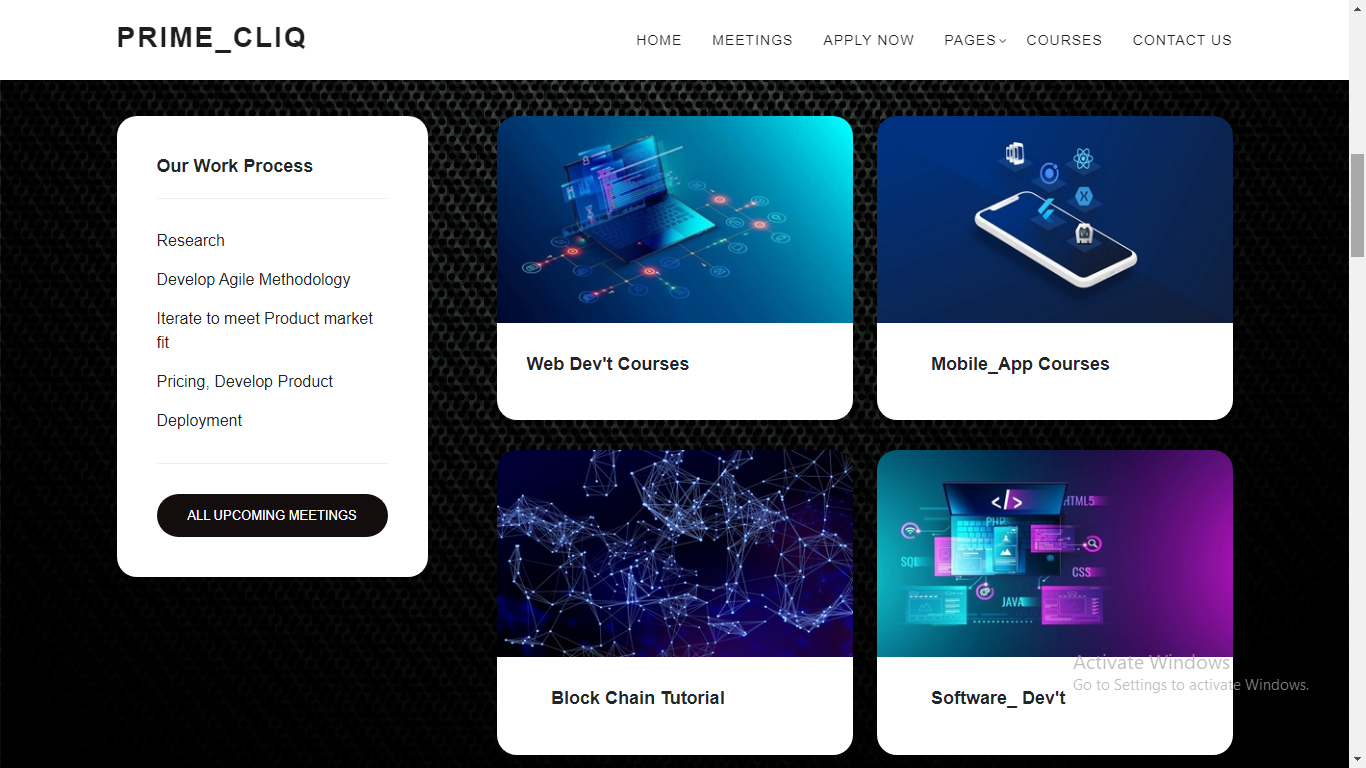 PRIME_CLIQ
HOME MEETINGS APPLY NOW PAGES COURSES CONTACT US
Our Work Process
Research
Develop Agile Methodology
Iterate to meet Product market
fit
Pricing, Develop Product
Deployment
ALL UPCOMING MEETINGS
Web Dev't Courses
Mobile_App Courses
</>
HTML5
PHP
SQL
CSS
JAVA
Block Chain Tutorial
Software_ Dev't
Activate Windows
Go to Settings to activate Windows.